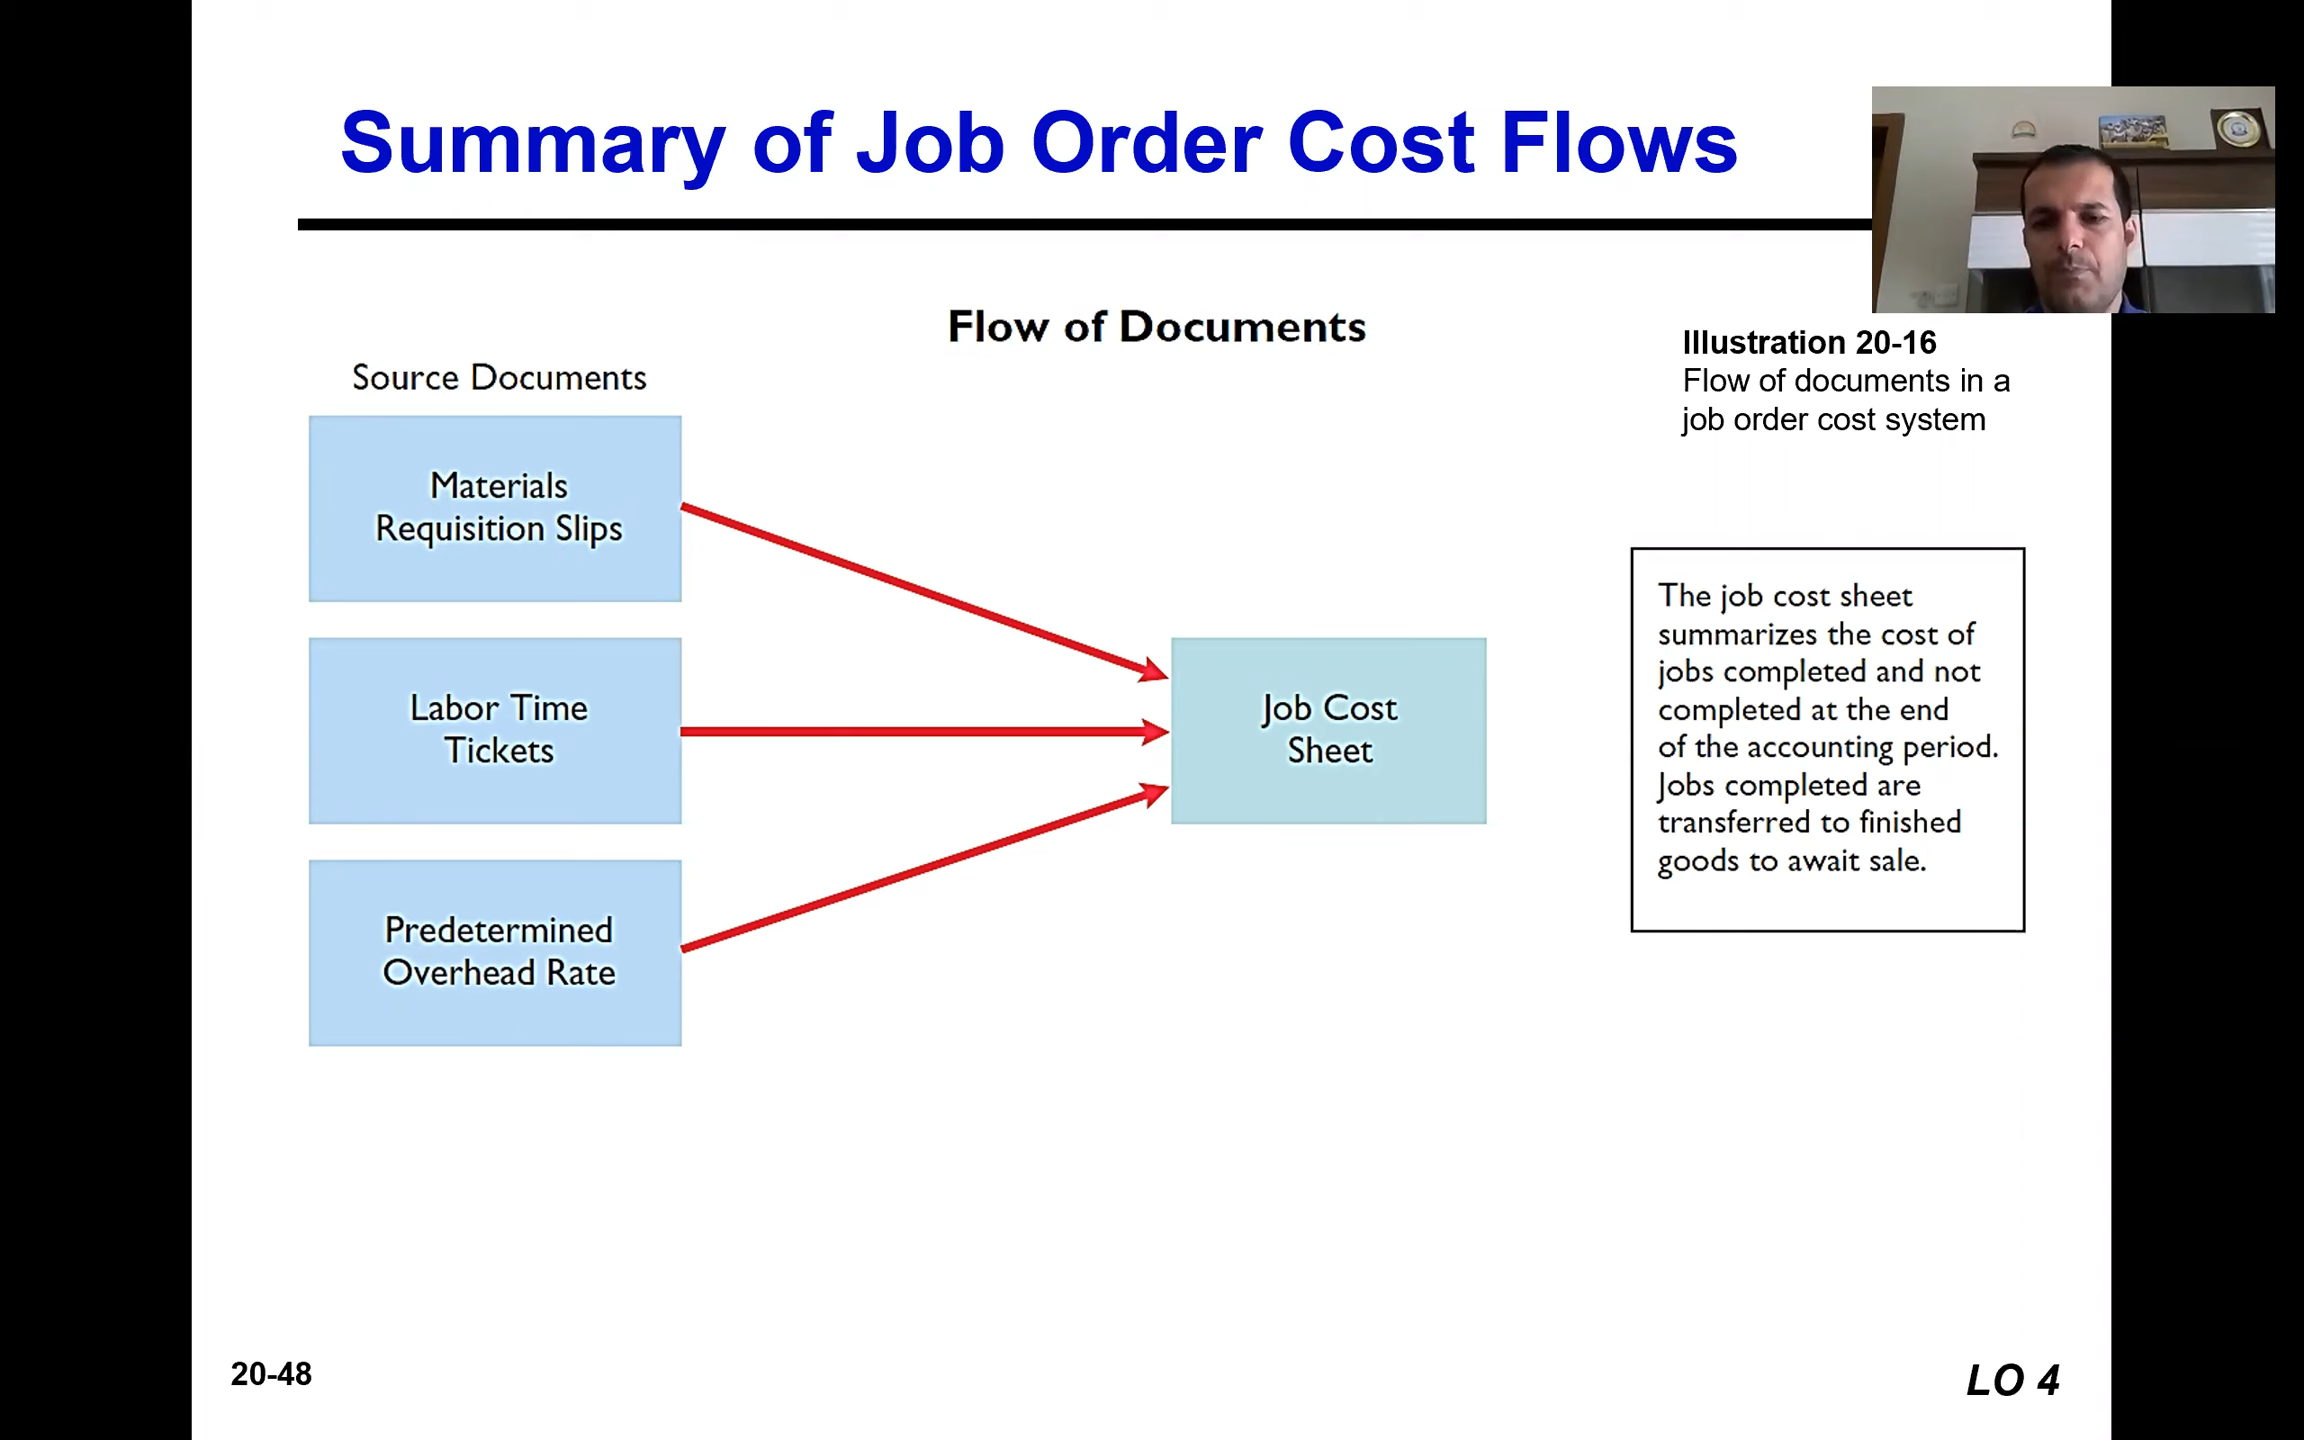 Summary of Job Order Cost Flows
Flow of Documents
Illustration 20-16
Flow of documents in a
job order cost system
Source Documents
Materials
Requisition Slips
Labor Time
Tickets
Predetermined
Overhead Rate
Job Cost
Sheet
The job cost sheet
summarizes the cost of
jobs completed and not
completed at the end
of the accounting period.
Jobs completed are
transferred to finished
goods to await sale.
20-48
LO 4